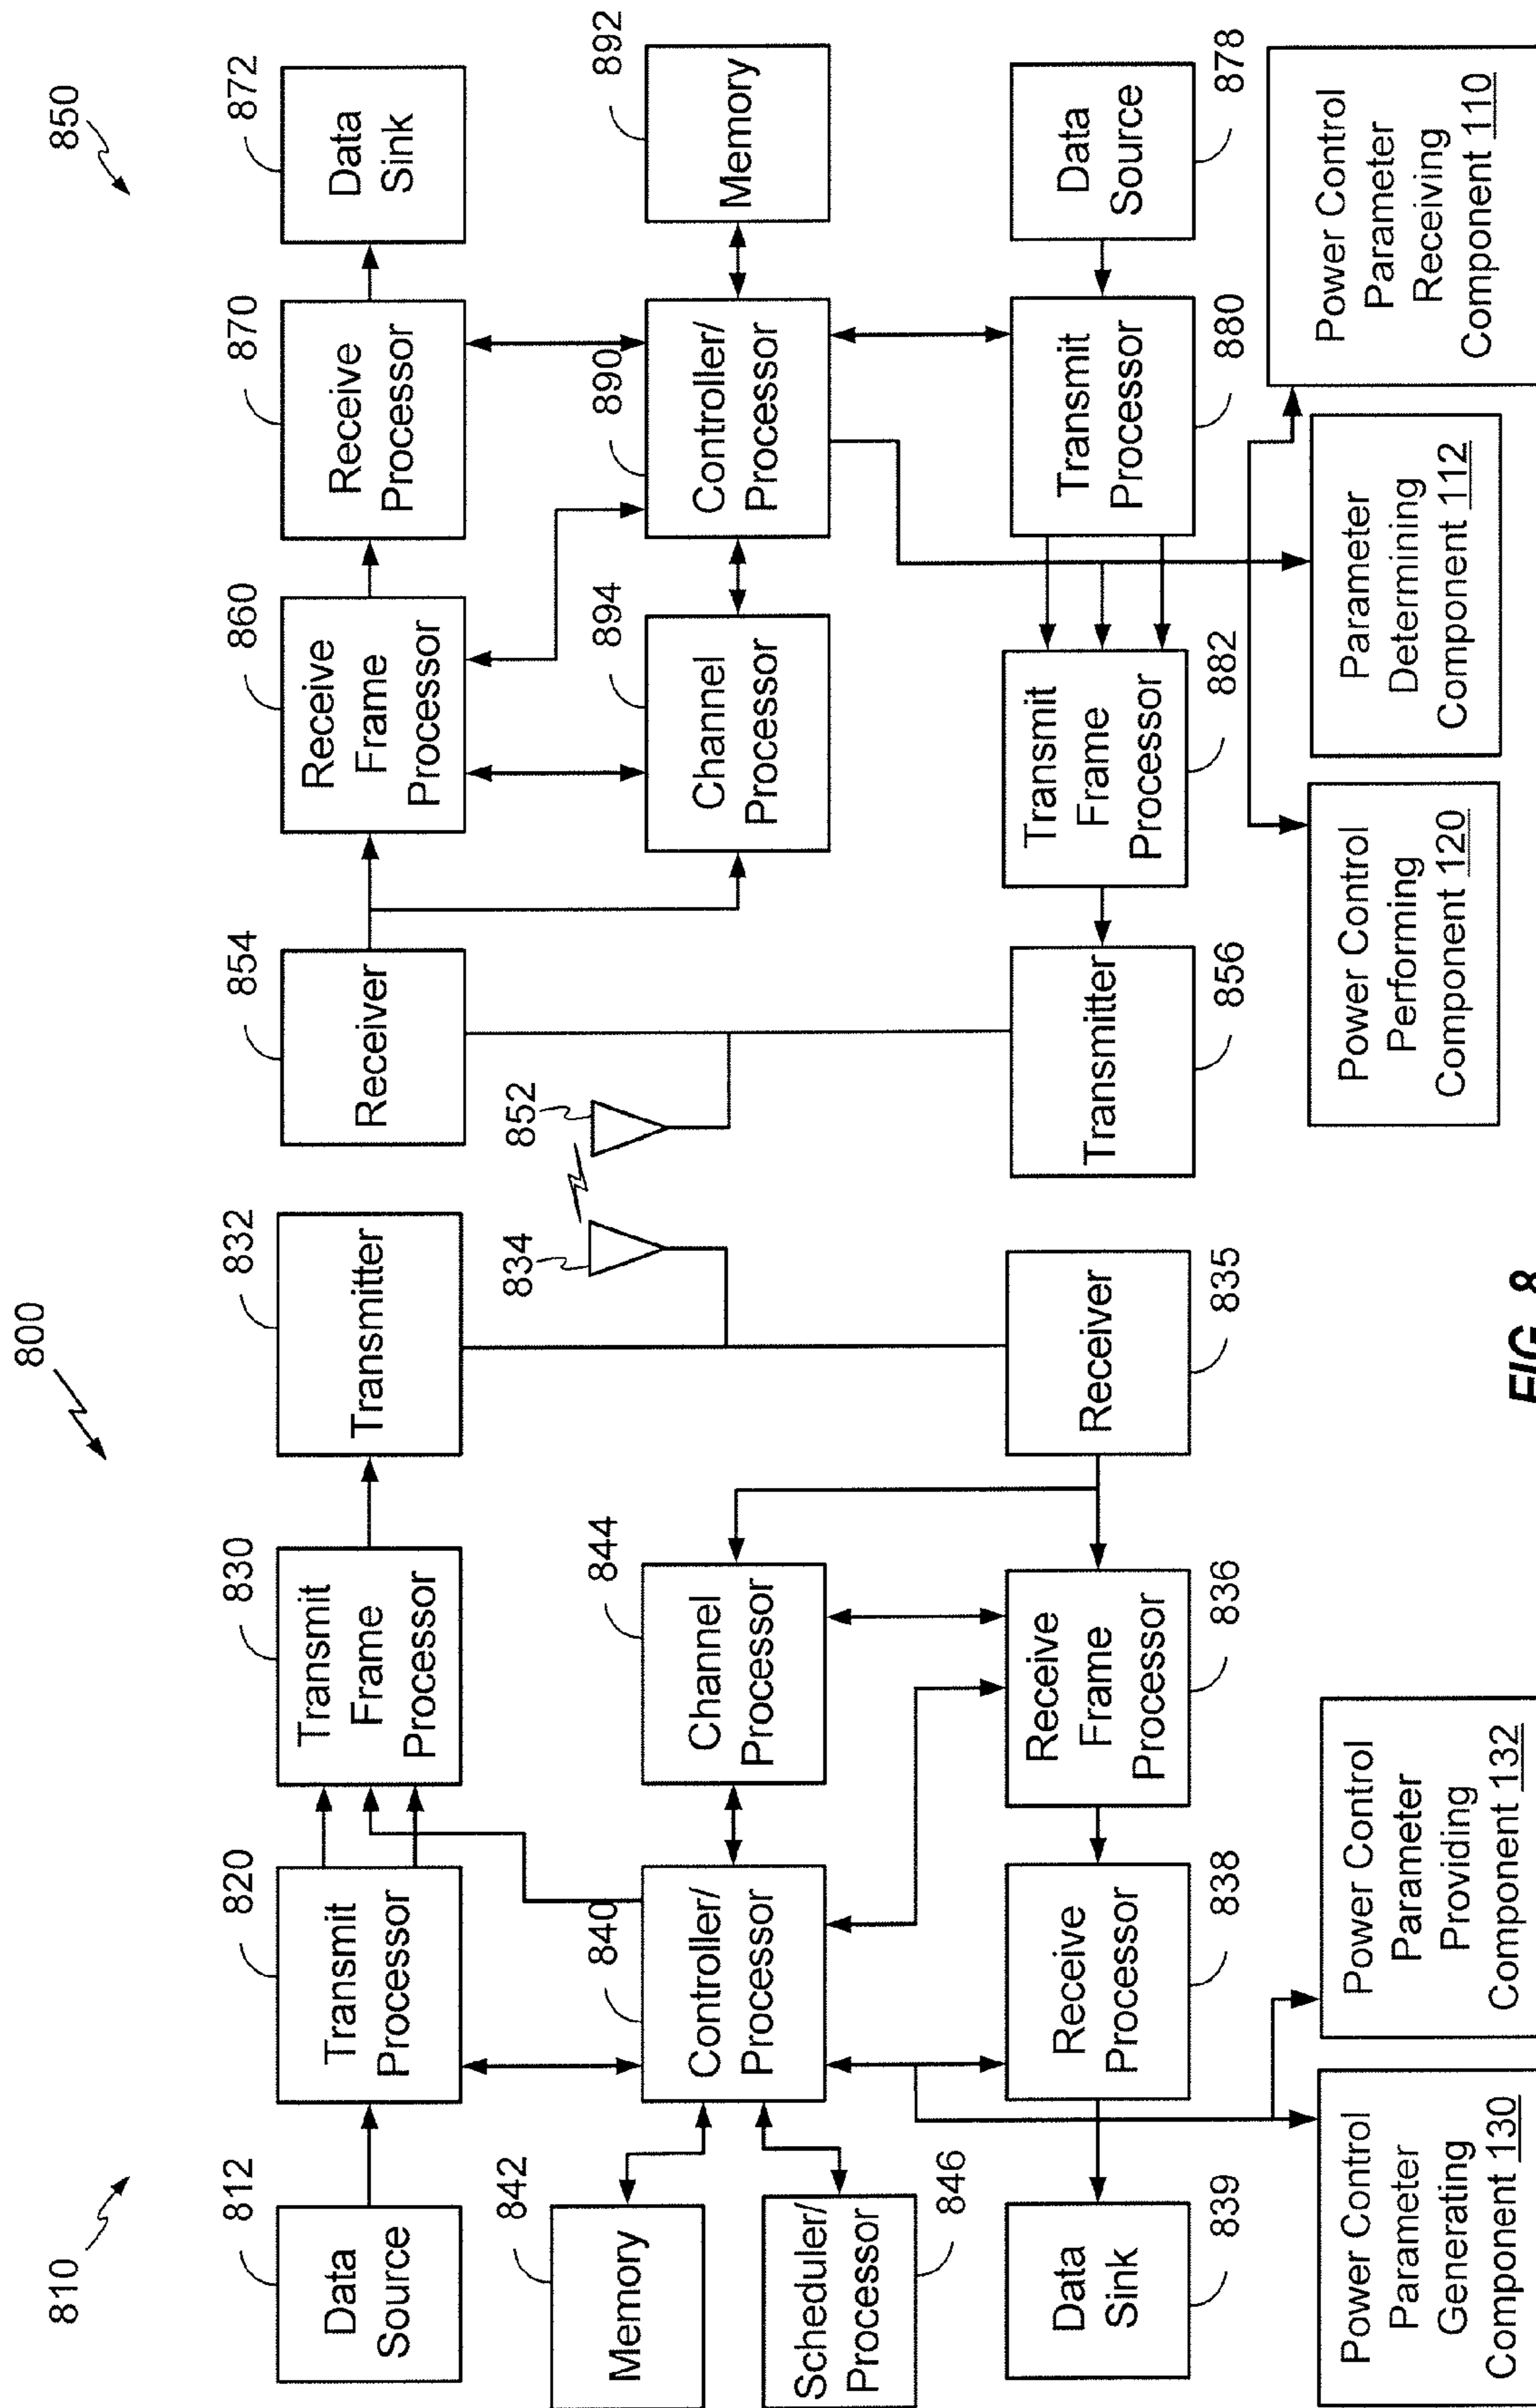 800
810
850
812
Data
Source
820
Transmit
Processor
830
Transmit
Frame
Processor
832
Transmitter
854
Receiver
860
Receive
Frame
Processor
870
Receive
Processor
872
Data
Sink
842
Memory
840
Controller/
Processor
844
Channel
Processor
834
852
894
Channel
Processor
890
Controller/
Processor
892
Memory
Scheduler/
Processor
846
Data
Sink
839
Receive
Processor
838
Receive
Frame
Processor
836
Receiver
835
Transmitter
856
Transmit
Frame
Processor
882
Transmit
Processor
880
Data
Source
878
Power Control
Parameter
Generating
Component 130
Power Control
Parameter
Providing
Component 132
Power Control
Performing
Component 120
Parameter
Determining
Component 112
Power Control
Parameter
Receiving
Component 110
FIG. 8